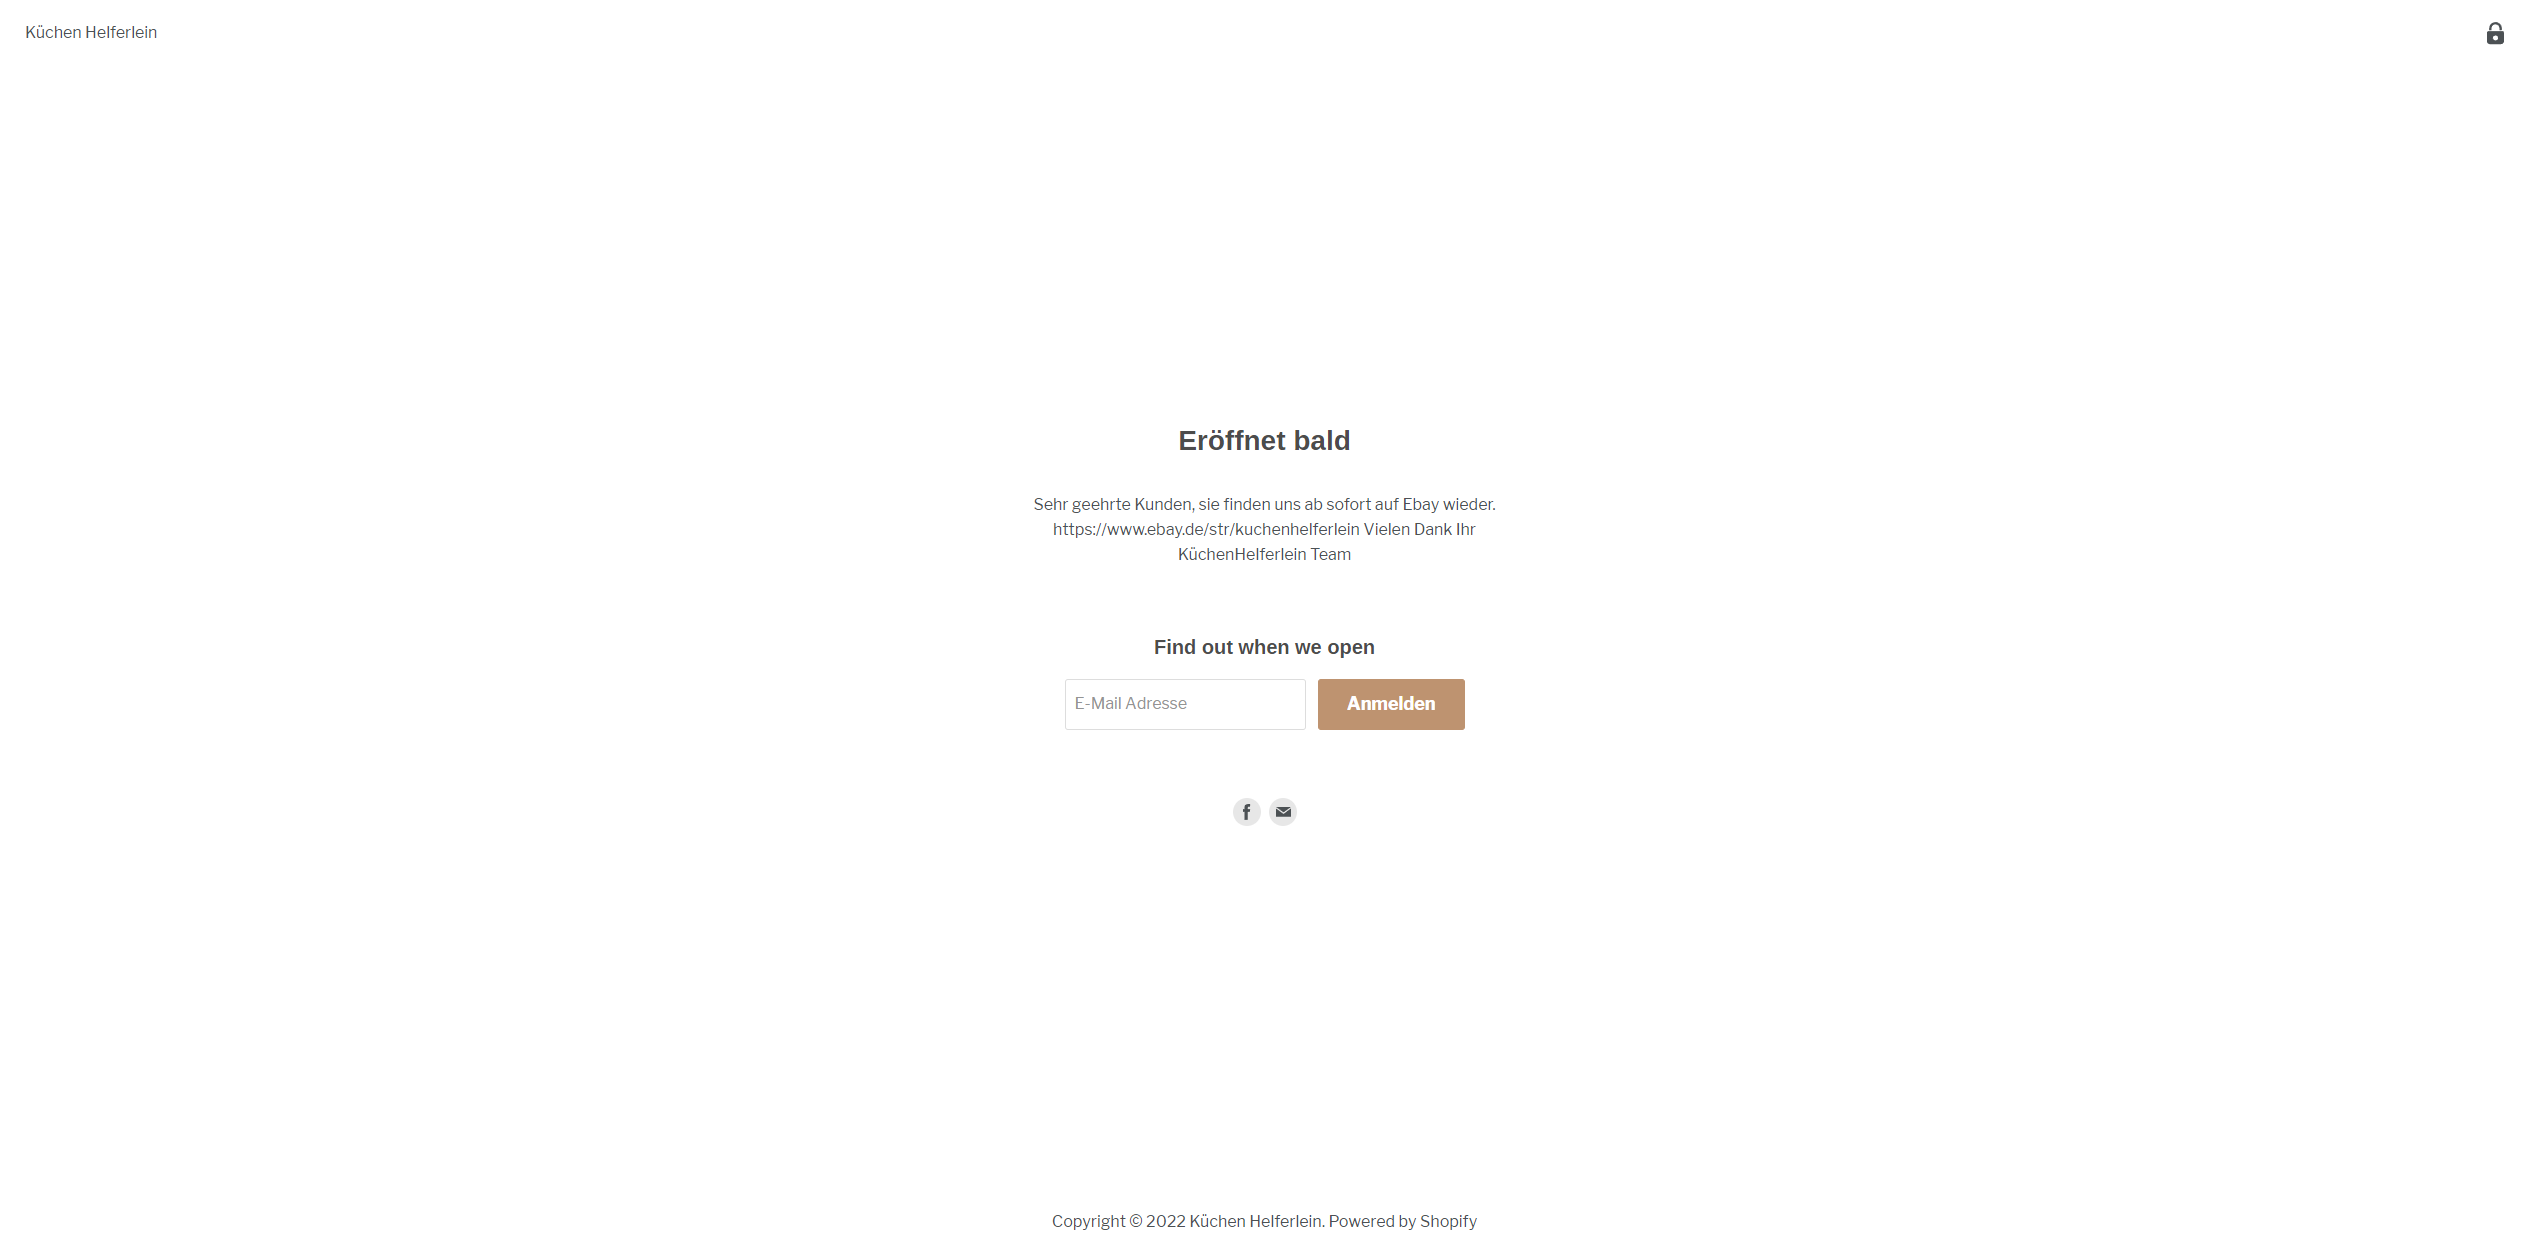 Küchen Helferlein
Eröffnet bald
Sehr geehrte Kunden, sie finden uns ab sofort auf Ebay wieder.
https://www.ebay.de/str/kuchenhelferlein Vielen Dank Ihr
KüchenHelferlein Team
Find out when we open
E-Mail Adresse
Anmelden
Copyright © 2022 Küchen Helferlein. Powered by Shopify